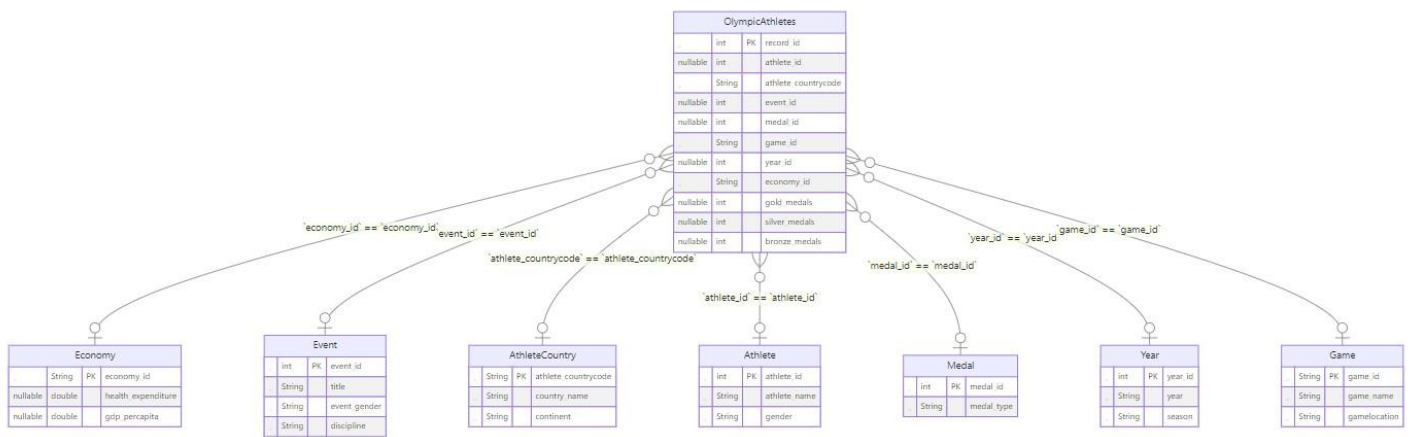 OlympicAthletes
int PK record_id
nullable int athlete_id
String athlete_countrycode
nullable int event_id
nullable int medal_id
String game_id
nullable int year_id
String economy_id
nullable int gold_medals
nullable int silver_medals
nullable int bronze_medals
`economy_id` == `economy_id`
`event_id` == `event_id`
`athlete_countrycode` == `athlete_countrycode`
`athlete_id` == `athlete_id`
`medal_id` == `medal_id`
`year_id` == `year_id`
`game_id` == `game_id`
Economy
String PK economy_id
nullable double health_expenditure
nullable double gdp_percapita
Event
int PK event_id
String title
String event_gender
String discipline
AthleteCountry
String PK athlete_countrycode
String country_name
String continent
Athlete
int PK athlete_id
String athlete_name
String gender
Medal
int PK medal_id
String medal_type
Year
int PK year_id
String year
String season
Game
String PK game_id
String game_name
String gamelocation